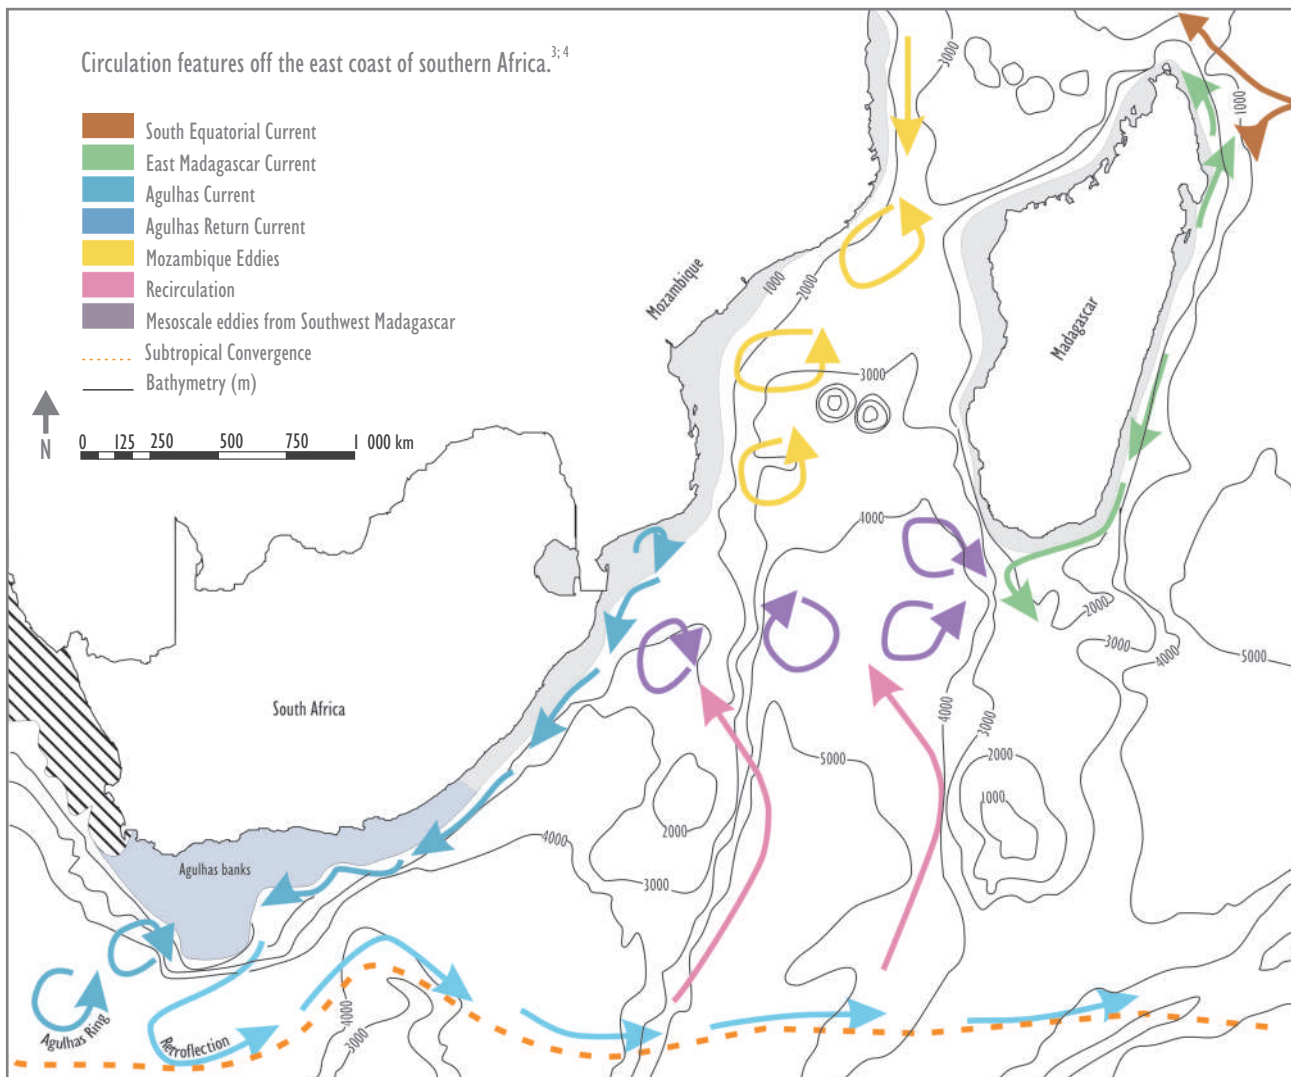 Circulation features off the east coast of southern Africa.3; 4
South Equatorial Current
East Madagascar Current
Agulhas Current
Agulhas Return Current
Mozambique Eddies
Recirculation
Mesoscale eddies from Southwest Madagascar
Subtropical Convergence
Bathymetry (m)
N
0 125 250 500 750 1 000 km
3000
1000
Mozambique
1000
2000
Madagascar
3000
4000
2000
3000
4000
5000
South Africa
4000
3000
5000
2000
1000
2000
4000
3000
Agulhas banks
Agulhas Ring
Retroflection
4000
3000